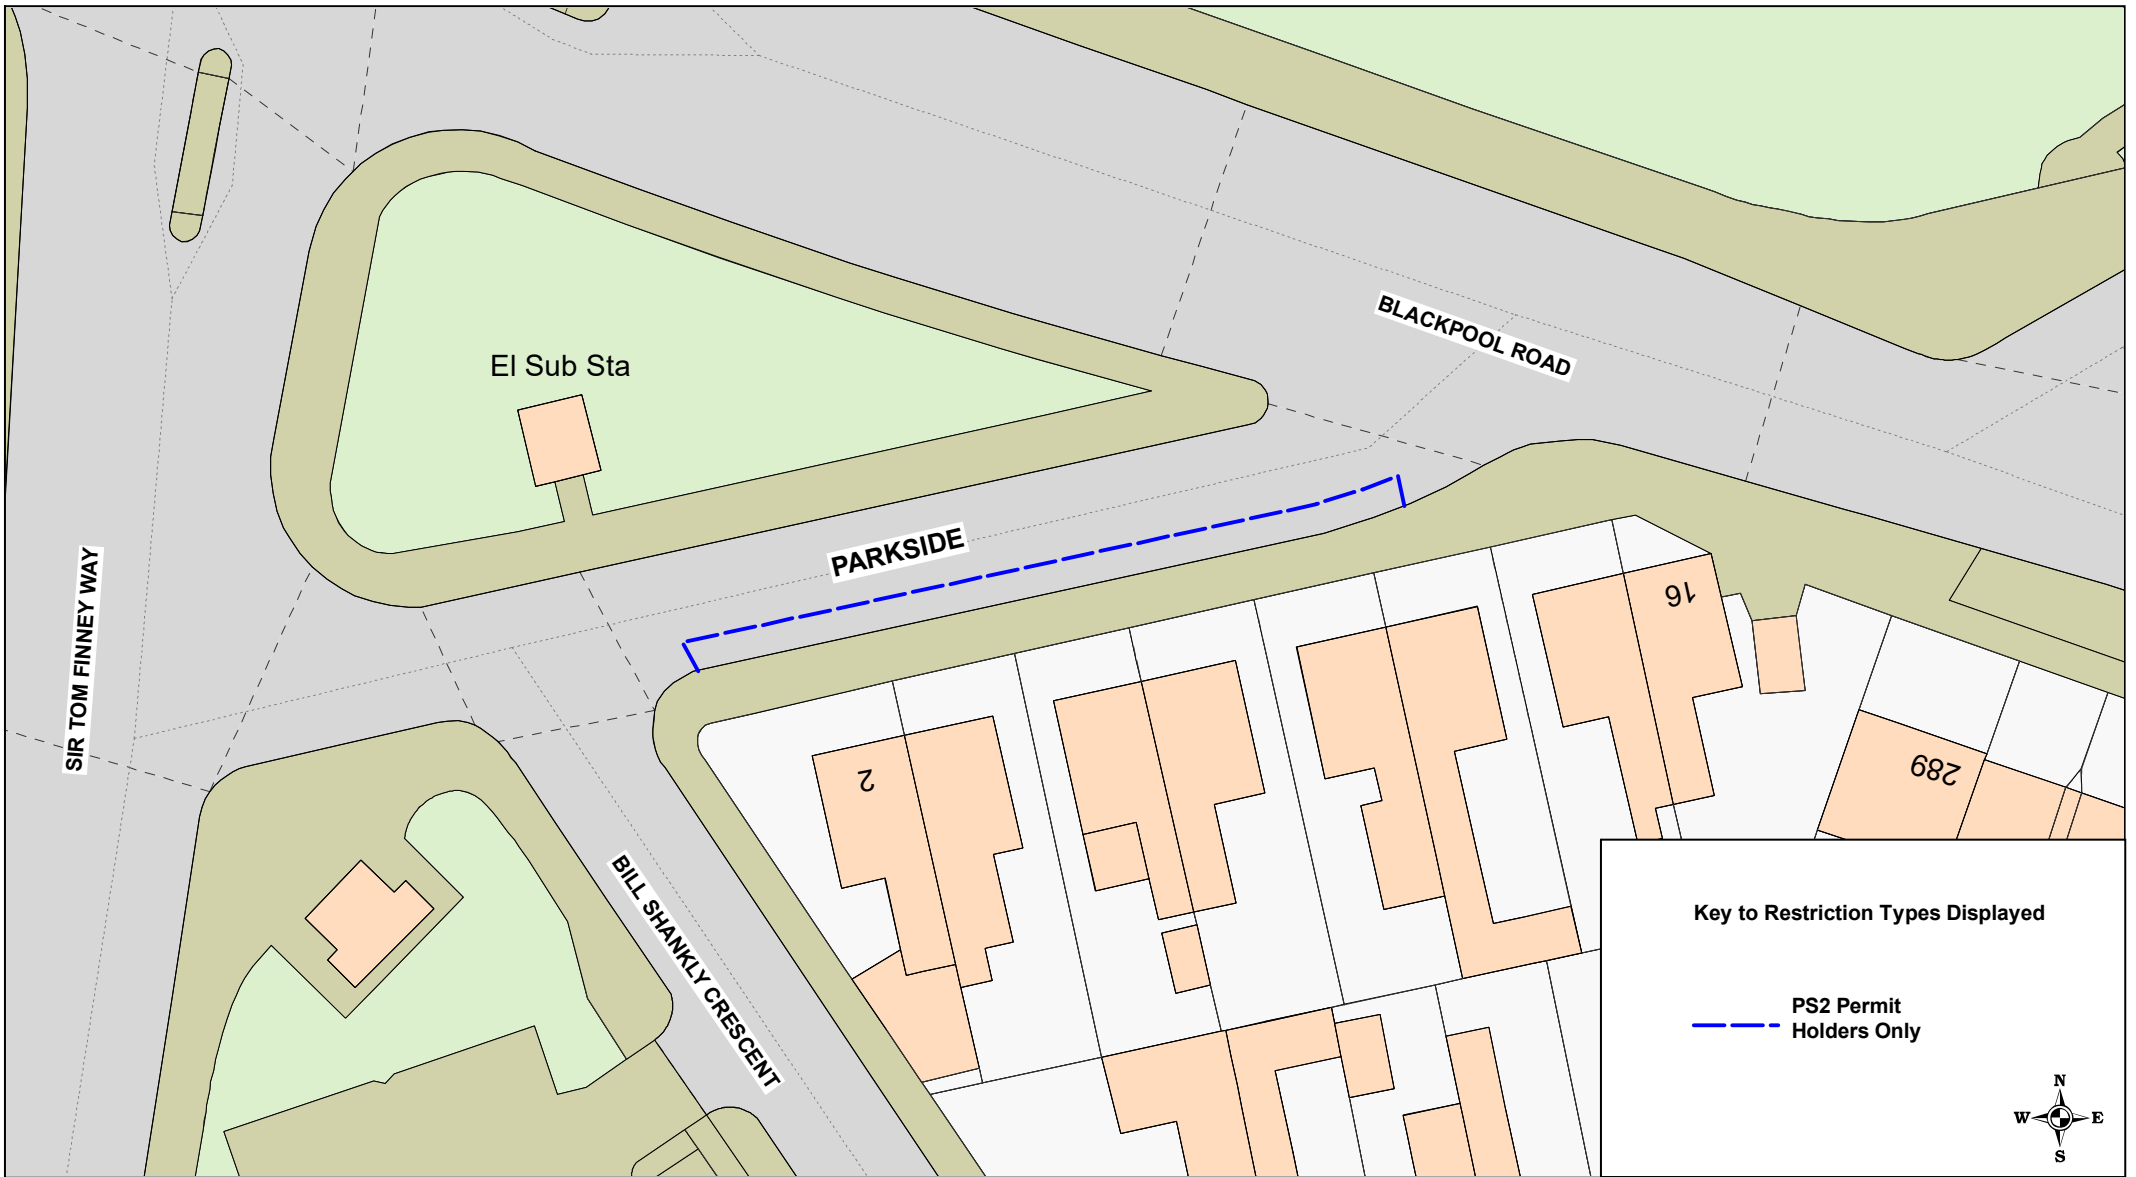 BLACKPOOL ROAD
El Sub Sta
PARKSIDE
SIR TOM FINNEY WAY
16
2
289
BILL SHANKLY CRESCENT
Key to Restriction Types Displayed
PS2 Permit
Holders Only
N
W E
S